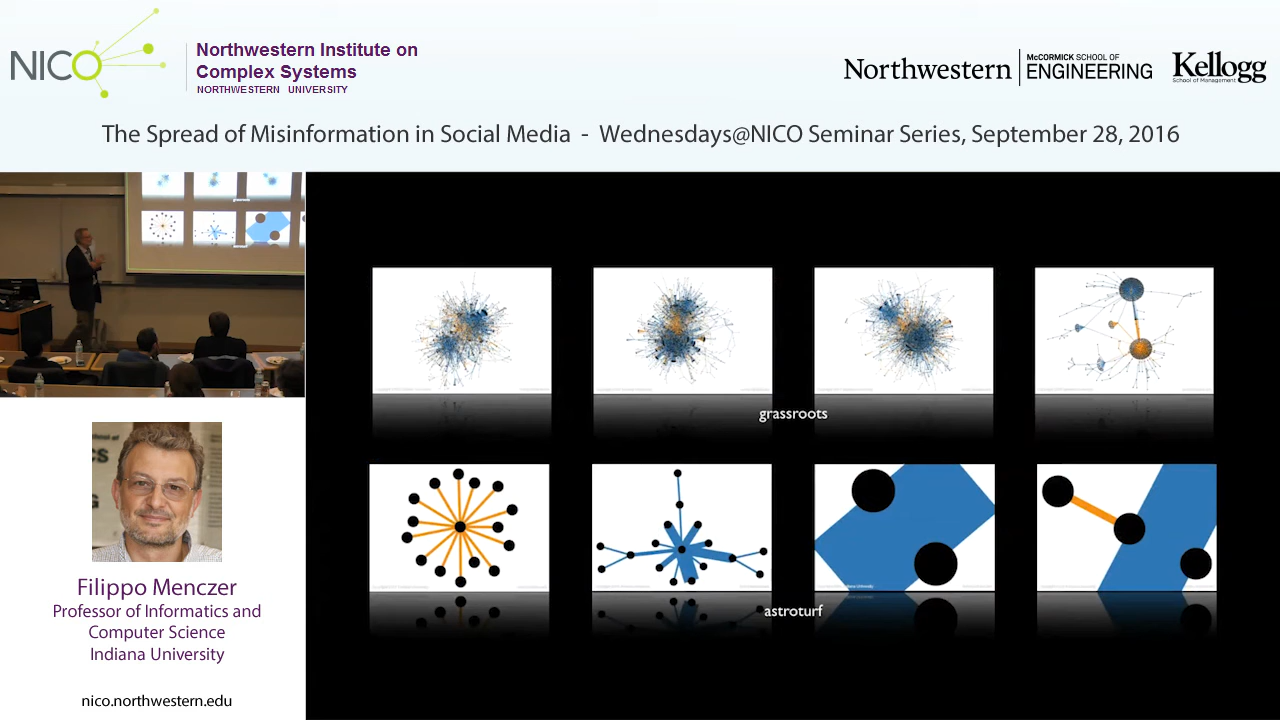 NICO
Northwestern Institute on
Complex Systems
NORTHWESTERN UNIVERSITY
Northwestern
McCORMICK SCHOOL OF
ENGINEERING
Kellogg
School of Management
The Spread of Misinformation in Social Media - Wednesdays@NICO Seminar Series, September 28, 2016
grassroots
astroturf
Filippo Menczer
Professor of Informatics and
Computer Science
Indiana University
nico.northwestern.edu